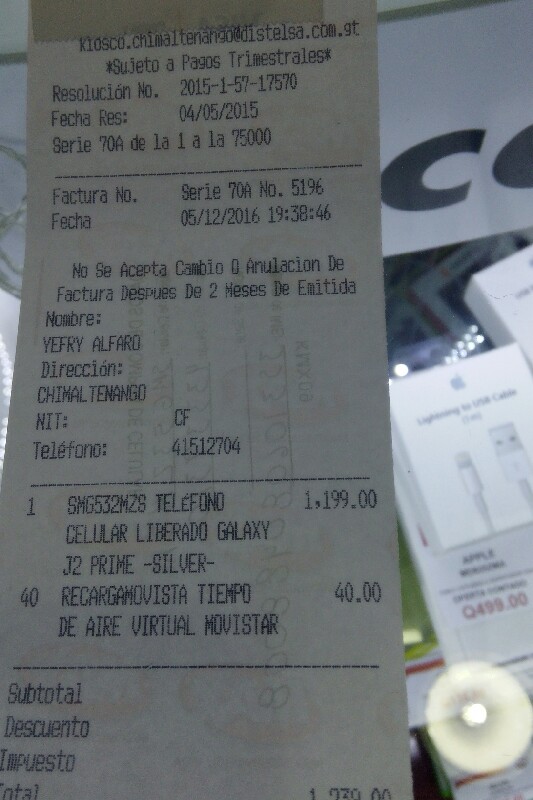 kiosco.chimaltenango@distelsa.com.gt
*Sujeto a Pagos Trimestrales*
Resolución No. 2015-1-57-17570
Fecha Res: 04/05/2015
Serie 70A de la 1 a la 75000
Factura No. Serie 70A No. 5196
Fecha 05/12/2016 19:38:46
No Se Acepta Cambio O Anulacion De
Factura Despues De 2 Meses De Emitida
Nombre:
YEFRY ALFARO
Dirección:
CHIMALTENANGO
NIT: CF
Teléfono: 41512704
1 SMG532MZS TELéFONO 1,199.00
CELULAR LIBERADO GALAXY
J2 PRIME -SILVER-
40 RECARGAMOVISTA TIEMPO 40.00
DE AIRE VIRTUAL MOVISTAR
Subtotal
Descuento
Impuesto
Total 1,239.00
Lightning to USB Cable
APPLE
OFERTA CONTADO
Q499.00